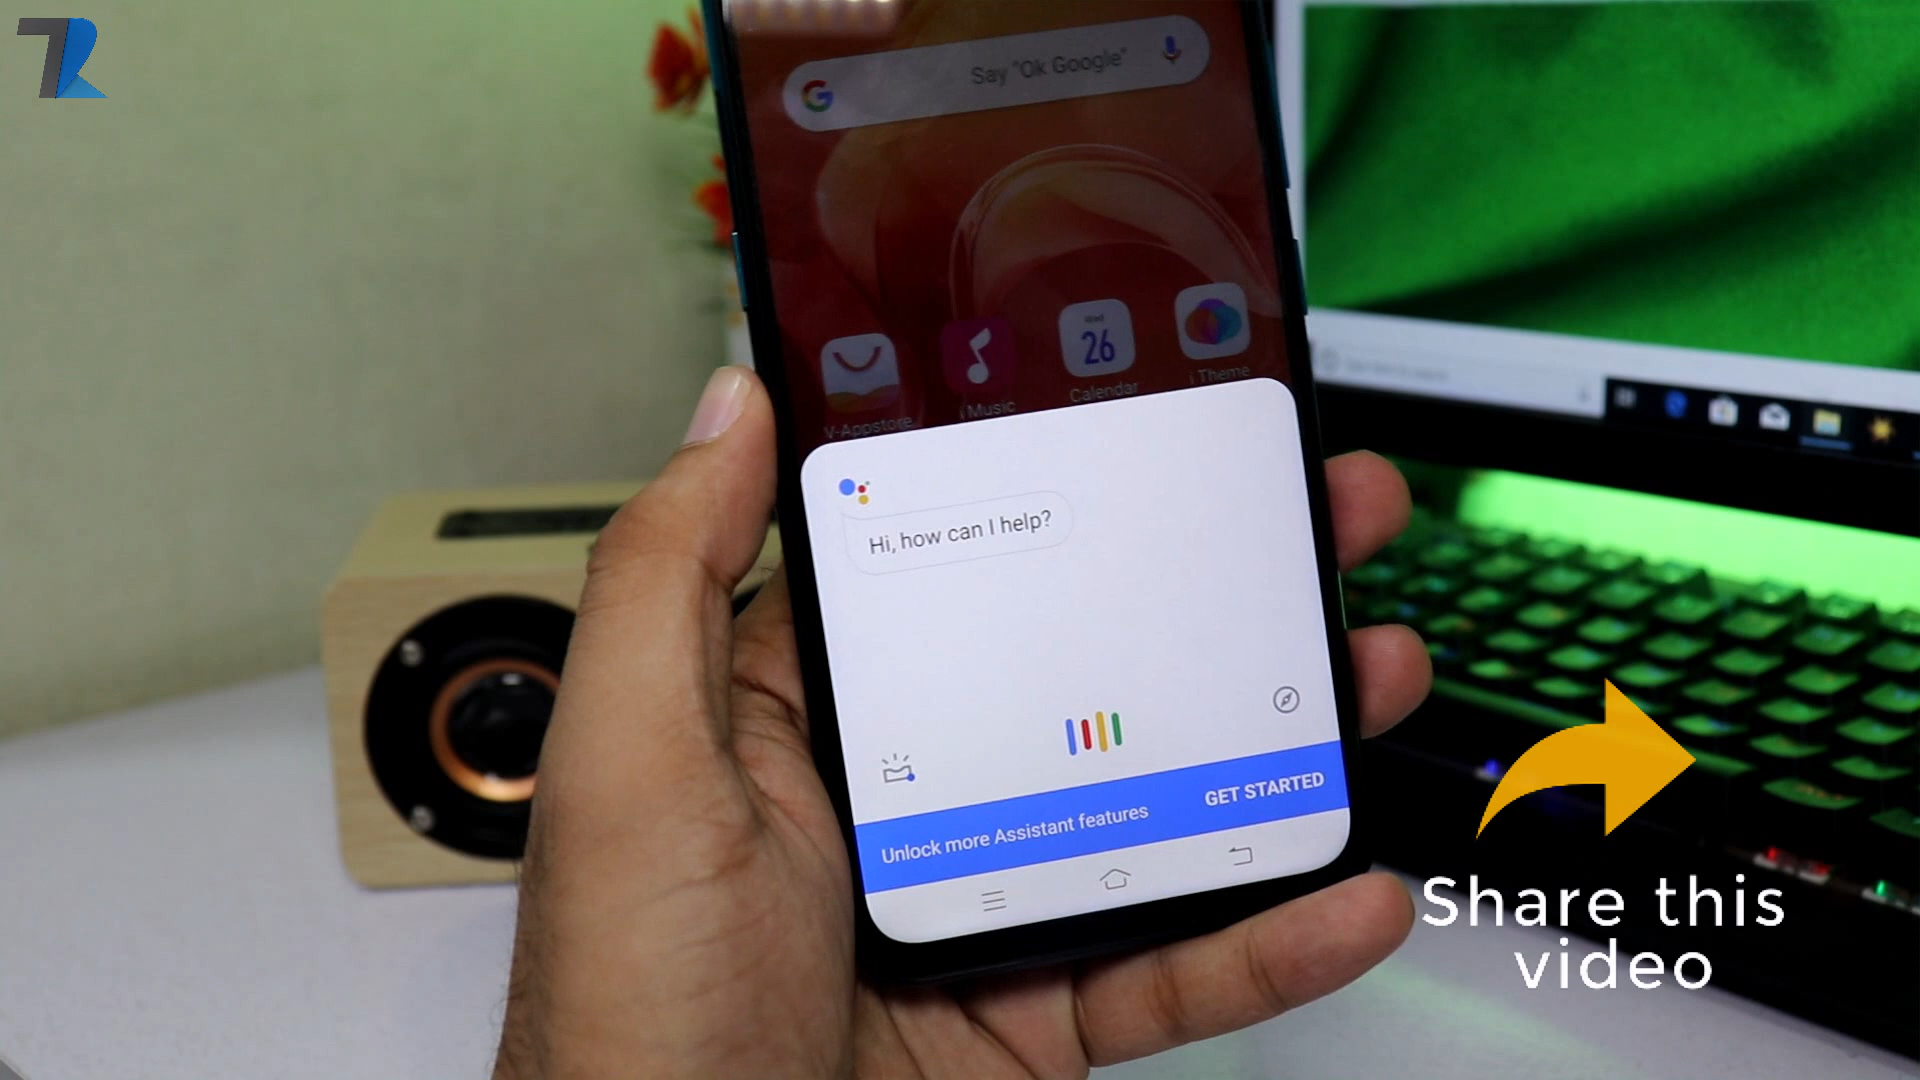 Say "Ok Google"
Wed
26
V-Appstore
i Music
Calendar
i Theme
Hi, how can I help?
Unlock more Assistant features
GET STARTED
Share this
video